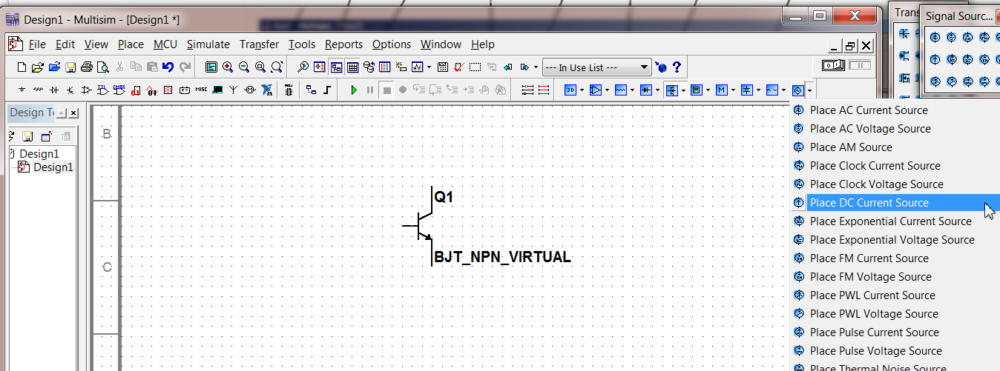 Design1 - Multisim - [Design1 *]
Trans
Signal Sourc...
File Edit View Place MCU Simulate Transfer Tools Reports Options Window Help
--- In Use List ---
MISC
Design T
Design1
Design1
B
C
Q1
BJT_NPN_VIRTUAL
Place AC Current Source
Place AC Voltage Source
Place AM Source
Place Clock Current Source
Place Clock Voltage Source
Place DC Current Source
Place Exponential Current Source
Place Exponential Voltage Source
Place FM Current Source
Place FM Voltage Source
Place PWL Current Source
Place PWL Voltage Source
Place Pulse Current Source
Place Pulse Voltage Source
Place Thermal Noise Source